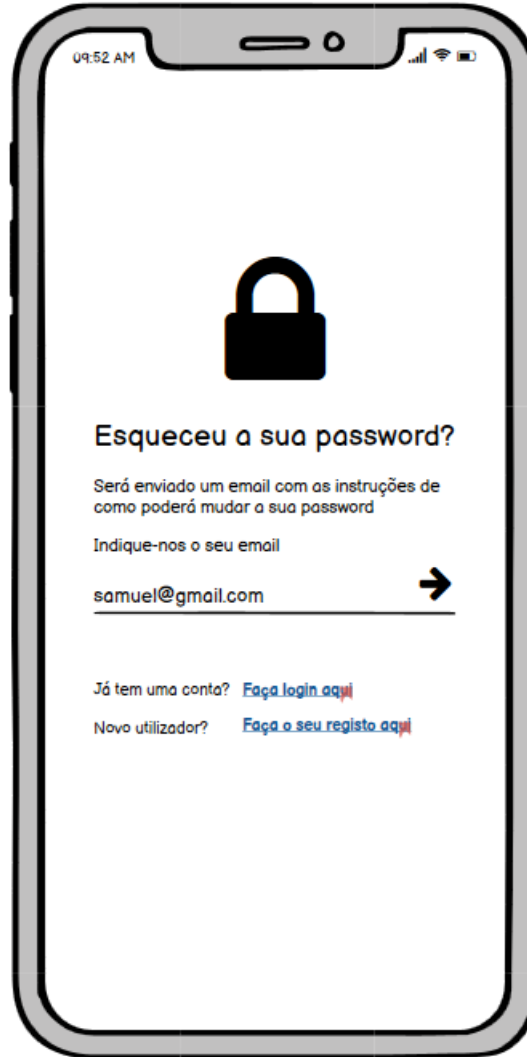 09:52 AM
Esqueceu a sua password?
Será enviado um email com as instruções de
como poderá mudar a sua password
Indique-nos o seu email
samuel@gmail.com
Já tem uma conta? Faça login aqui
Novo utilizador? Faça o seu registo aqui